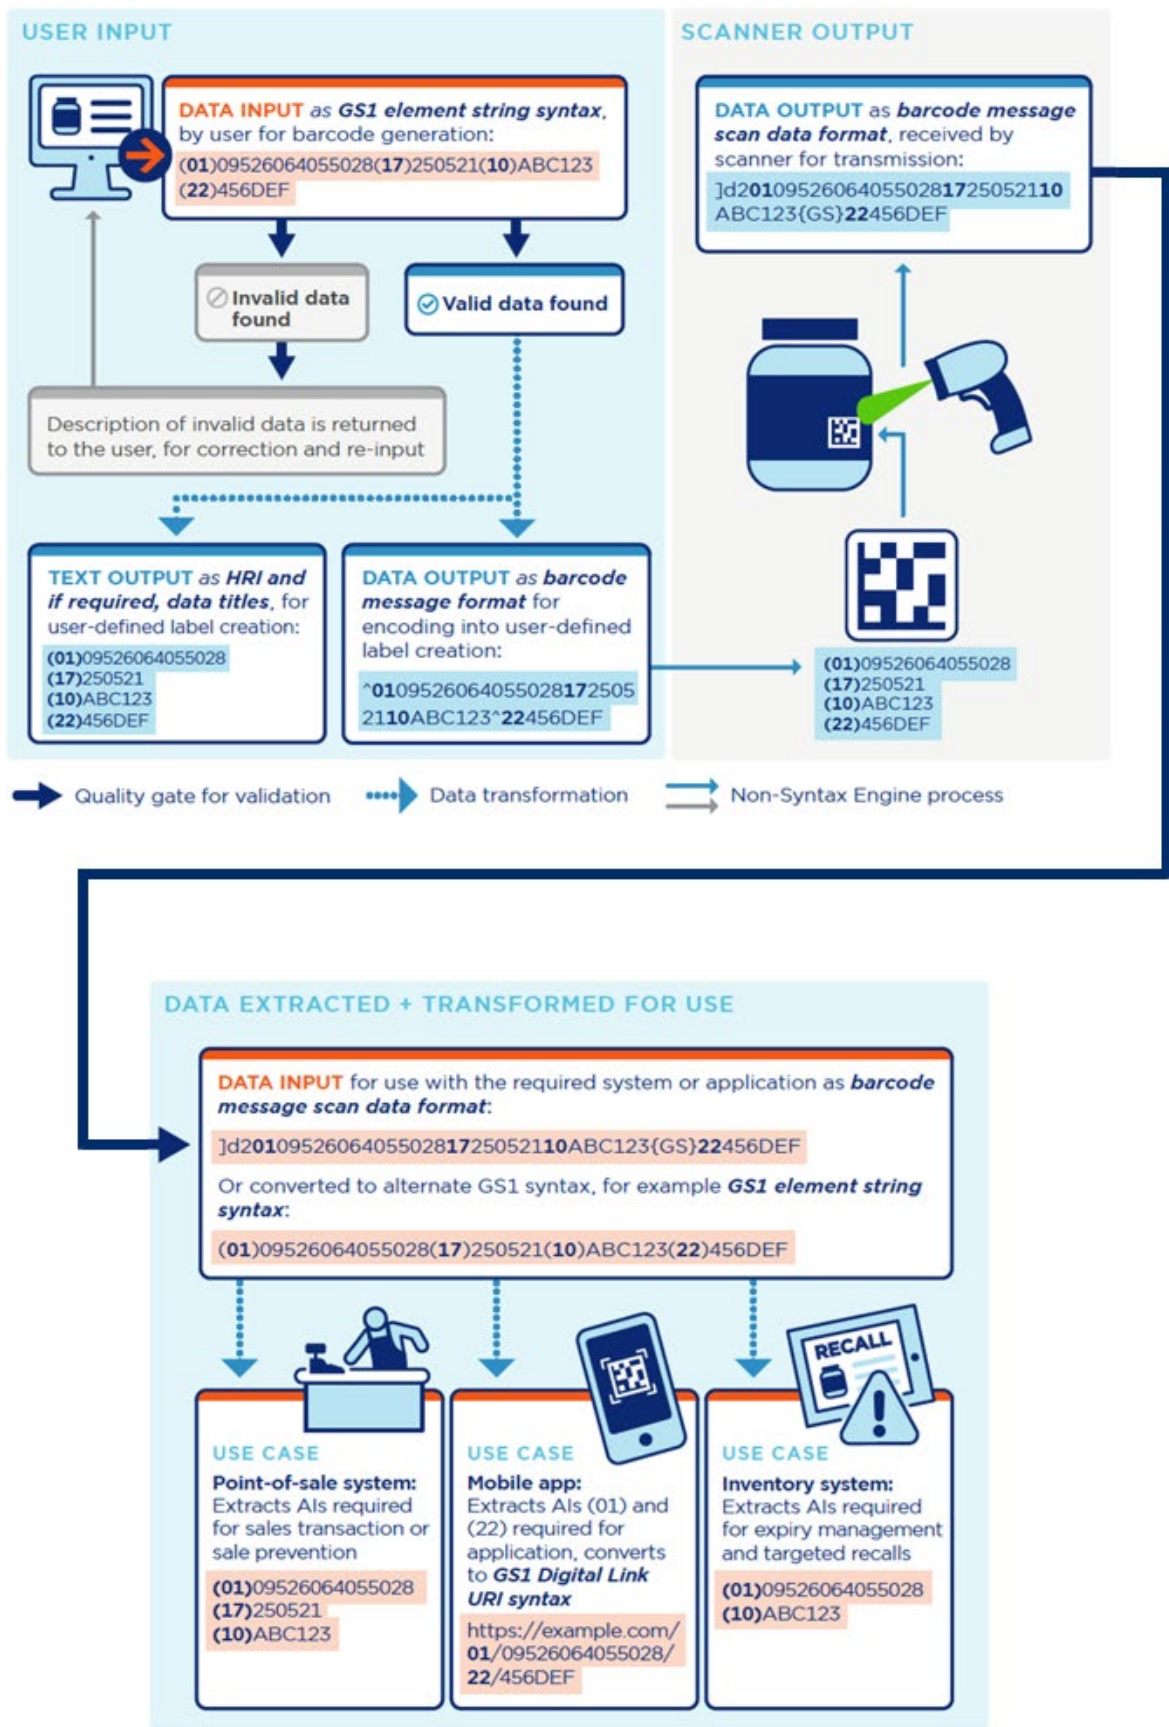 USER INPUT
DATA INPUT as GS1 element string syntax,
by user for barcode generation:
(01)09526064055028(17)250521(10)ABC123
(22)456DEF
Invalid data
found
Valid data found
Description of invalid data is returned
to the user, for correction and re-input
TEXT OUTPUT as HRI and
if required, data titles, for
user-defined label creation:
(01)09526064055028
(17)250521
(10)ABC123
(22)456DEF
DATA OUTPUT as barcode
message format for
encoding into user-defined
label creation:
^0109526064055028172505
2110ABC123^22456DEF
SCANNER OUTPUT
DATA OUTPUT as barcode message
scan data format, received by
scanner for transmission:
]d201095260640550281725052110
ABC123{GS}22456DEF
(01)09526064055028
(17)250521
(10)ABC123
(22)456DEF
Quality gate for validation
Data transformation
Non-Syntax Engine process
DATA EXTRACTED + TRANSFORMED FOR USE
DATA INPUT for use with the required system or application as barcode
message scan data format:
]d201095260640550281725052110ABC123{GS}22456DEF
Or converted to alternate GS1 syntax, for example GS1 element string
syntax:
(01)09526064055028(17)250521(10)ABC123(22)456DEF
USE CASE
Point-of-sale system:
Extracts AIs required
for sales transaction or
sale prevention
(01)09526064055028
(17)250521
(10)ABC123
USE CASE
Mobile app:
Extracts AIs (01) and
(22) required for
application, converts
to GS1 Digital Link
URI syntax
https://example.com/
01/09526064055028/
22/456DEF
RECALL
USE CASE
Inventory system:
Extracts AIs required
for expiry management
and targeted recalls
(01)09526064055028
(10)ABC123